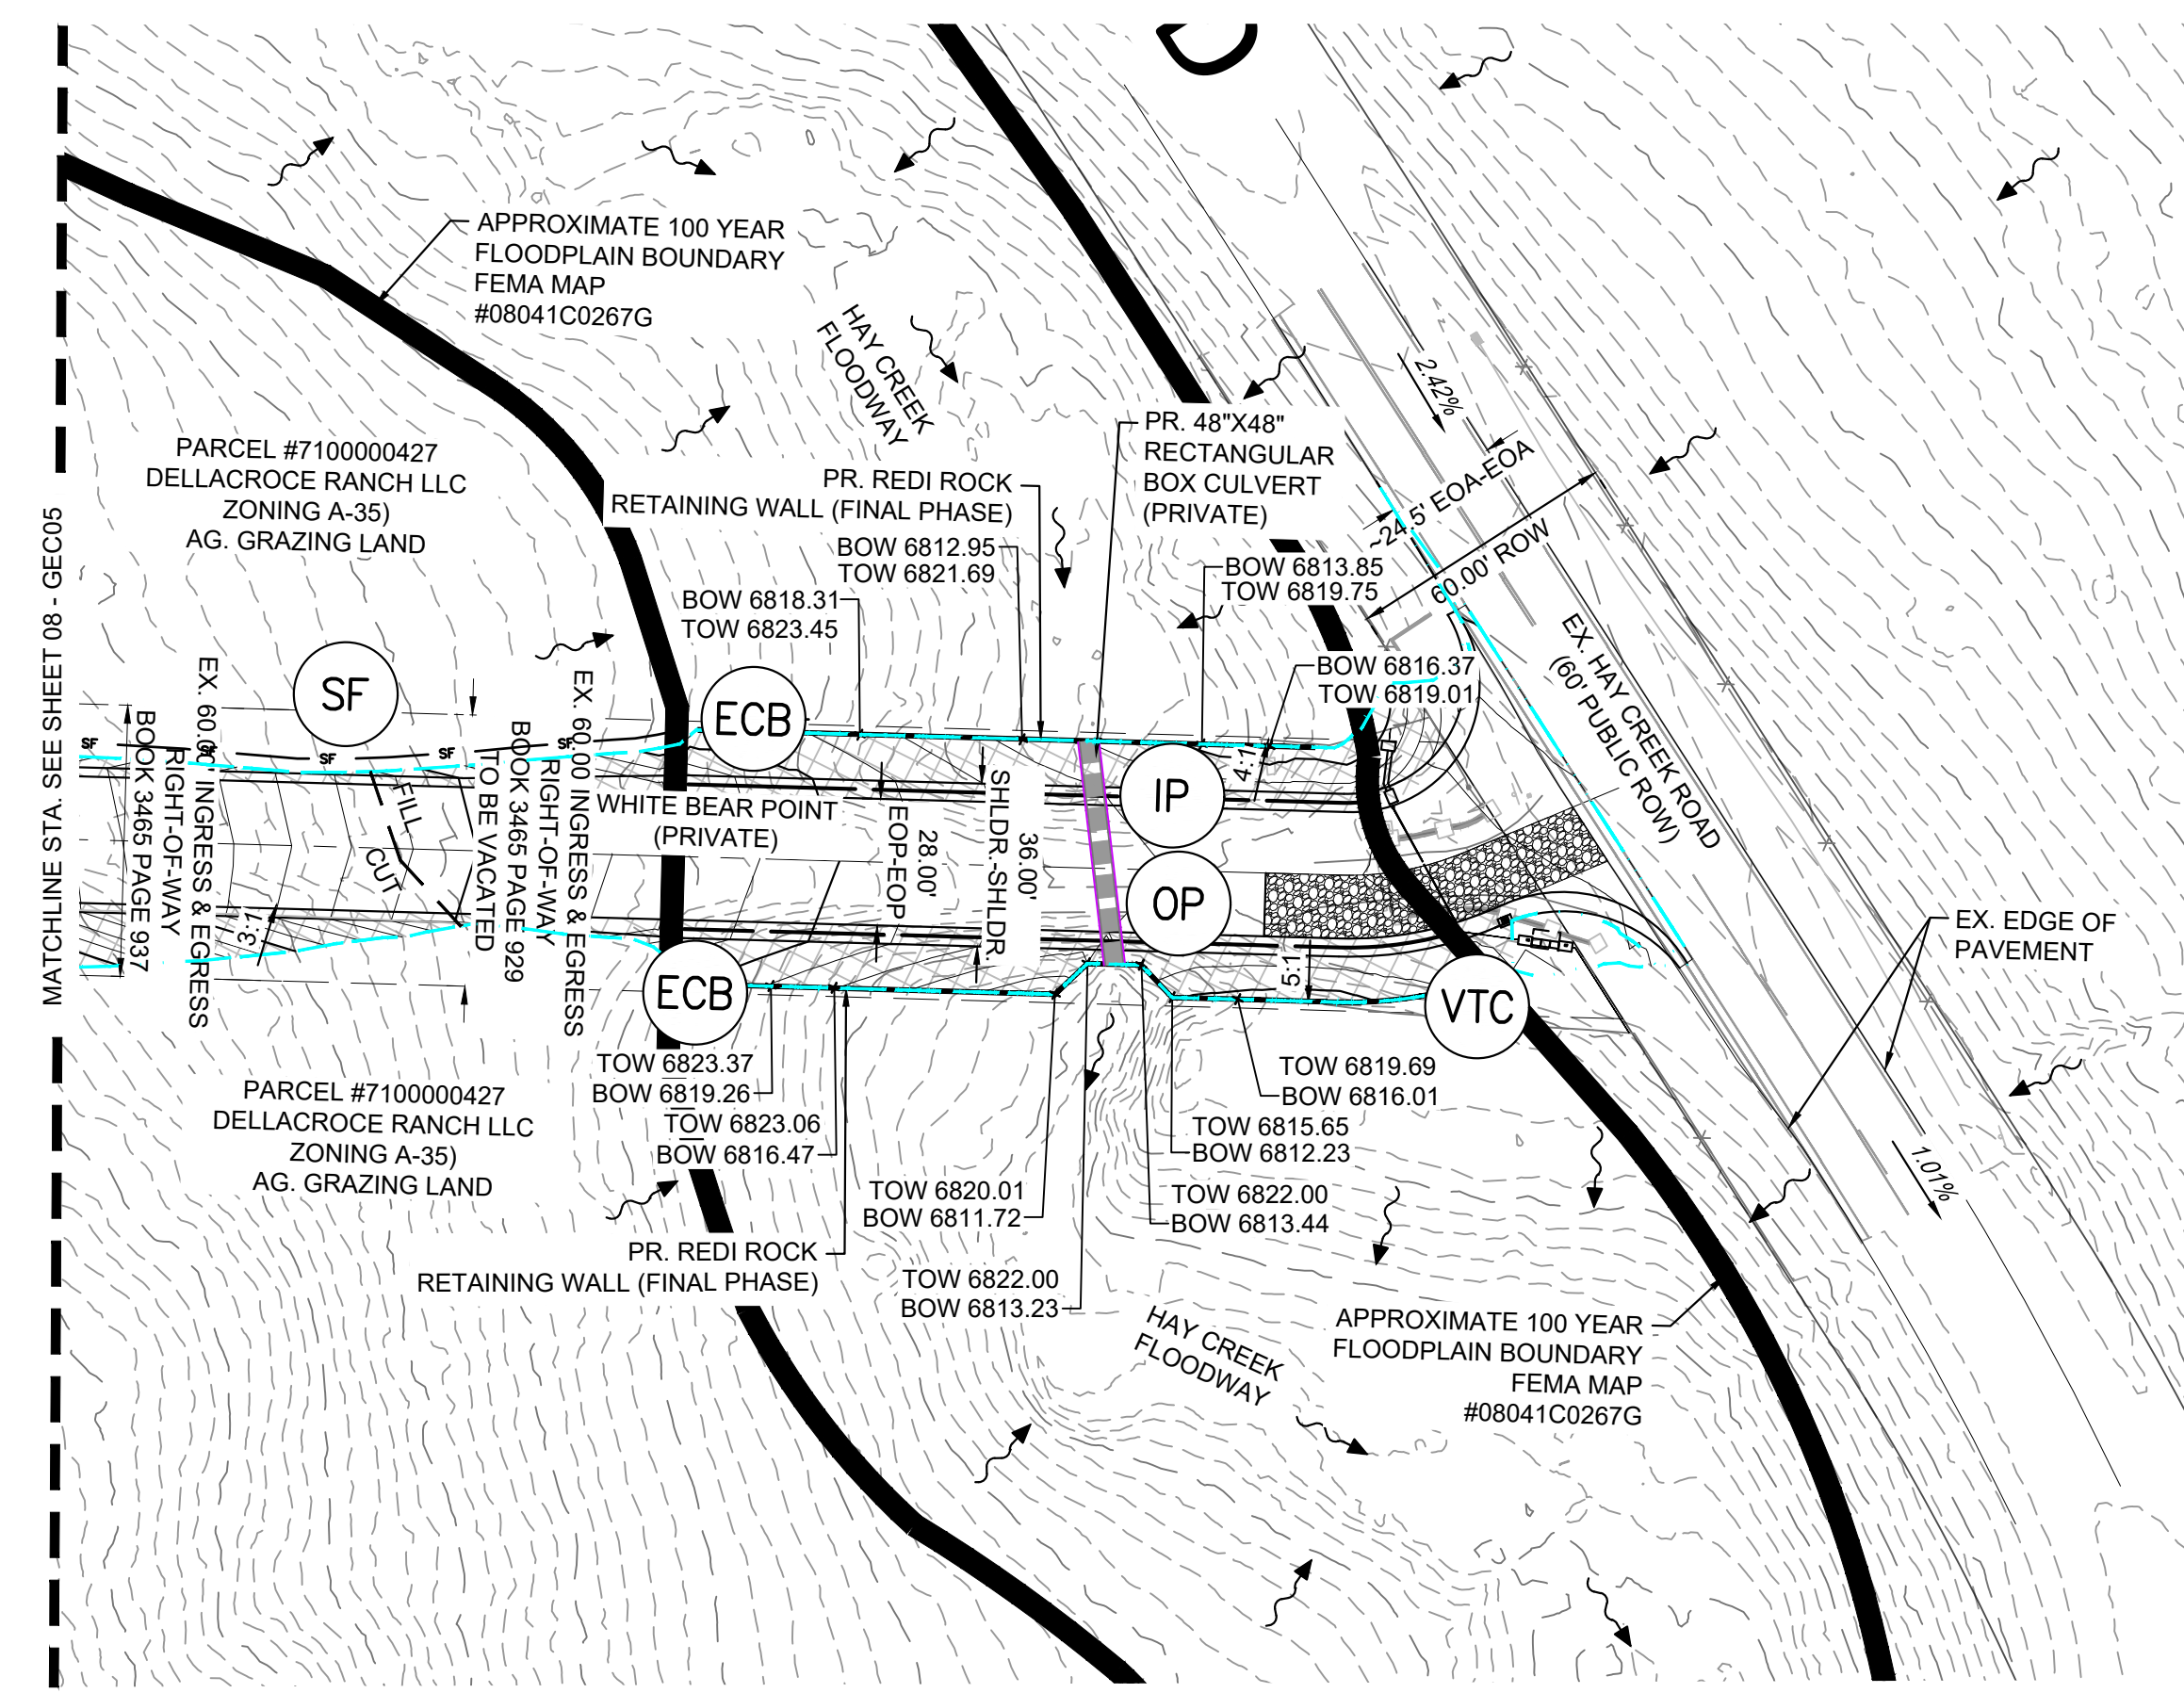 APPROXIMATE 100 YEAR
FLOODPLAIN BOUNDARY
FEMA MAP
#08041C0267G
HAY CREEK
FLOODWAY
2.42%
~24.5' EOA-EOA
60.00' ROW
PR. 48"X48"
RECTANGULAR
BOX CULVERT
(PRIVATE)
PARCEL #7100000427
DELLACROCE RANCH LLC
ZONING A-35)
AG. GRAZING LAND
PR. REDI ROCK
RETAINING WALL (FINAL PHASE)
BOW 6812.95
TOW 6821.69
BOW 6818.31
TOW 6823.45
BOW 6813.85
TOW 6819.75
BOW 6816.37
TOW 6819.01
EX. HAY CREEK ROAD
(60' PUBLIC ROW)
MATCHLINE STA. SEE SHEET 08 - GEC05
SF
ECB
SF
SF
SF
SF
SF
EX. 60.00' INGRESS & EGRESS
RIGHT-OF-WAY
BOOK 3465 PAGE 937
FILL
CUT
3:1
EX. 60.00 INGRESS & EGRESS
RIGHT-OF-WAY
BOOK 3465 PAGE 929
TO BE VACATED
WHITE BEAR POINT
(PRIVATE)
28.00'
EOP-EOP
36.00'
SHLDR.-SHLDR.
IP
4:1
OP
5:1
ECB
VTC
EX. EDGE OF
PAVEMENT
TOW 6823.37
BOW 6819.26
TOW 6823.06
BOW 6816.47
TOW 6819.69
BOW 6816.01
TOW 6815.65
BOW 6812.23
TOW 6820.01
BOW 6811.72
TOW 6822.00
BOW 6813.44
TOW 6822.00
BOW 6813.23
PARCEL #7100000427
DELLACROCE RANCH LLC
ZONING A-35)
AG. GRAZING LAND
PR. REDI ROCK
RETAINING WALL (FINAL PHASE)
1.01%
HAY CREEK
FLOODWAY
APPROXIMATE 100 YEAR
FLOODPLAIN BOUNDARY
FEMA MAP
#08041C0267G